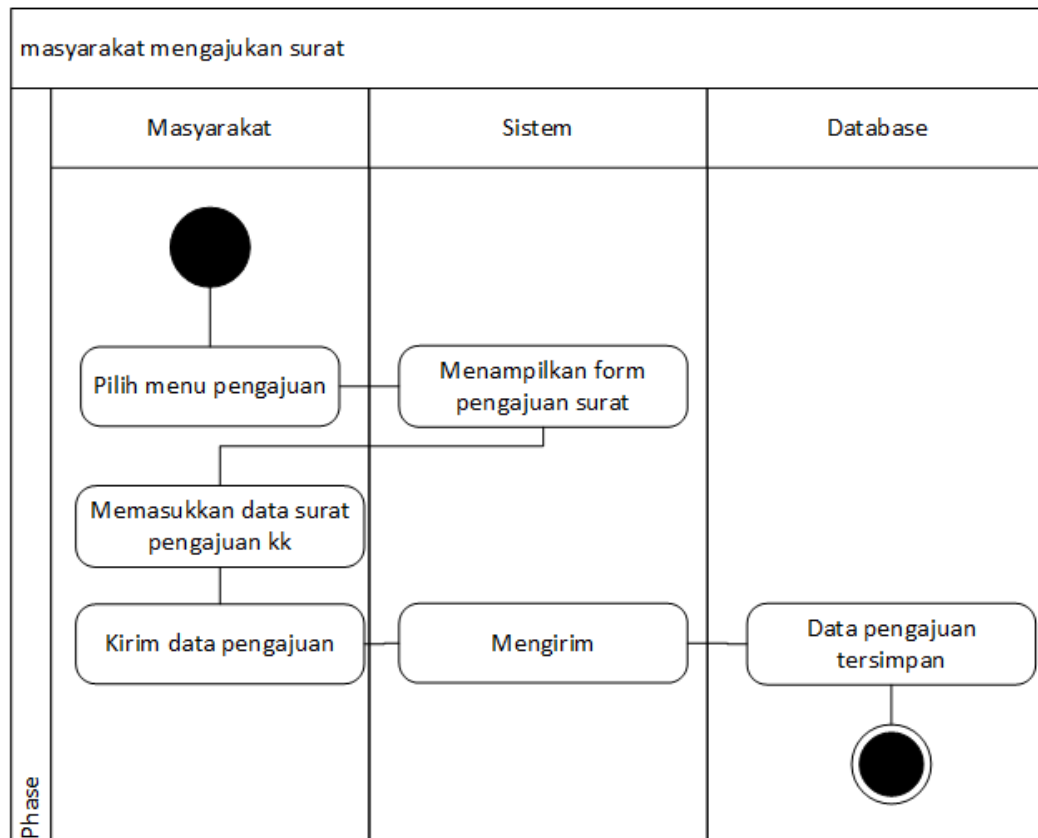 masyarakat mengajukan surat
Masyarakat
Sistem
Database
Pilih menu pengajuan
Menampilkan form
pengajuan surat
Memasukkan data surat
pengajuan kk
Kirim data pengajuan
Mengirim
Data pengajuan
tersimpan
Phase